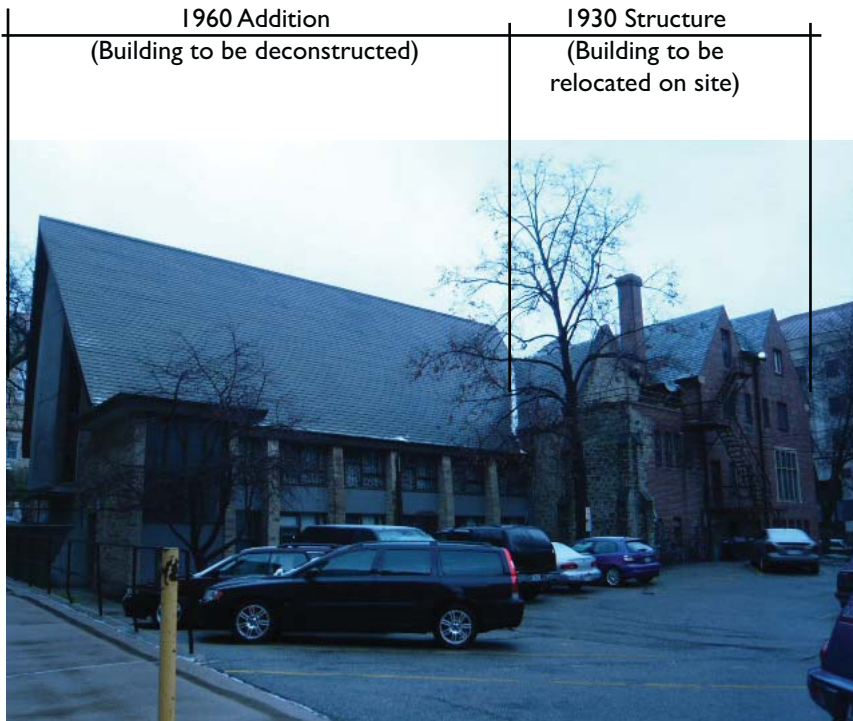 1960 Addition
(Building to be deconstructed)
1930 Structure
(Building to be
relocated on site)